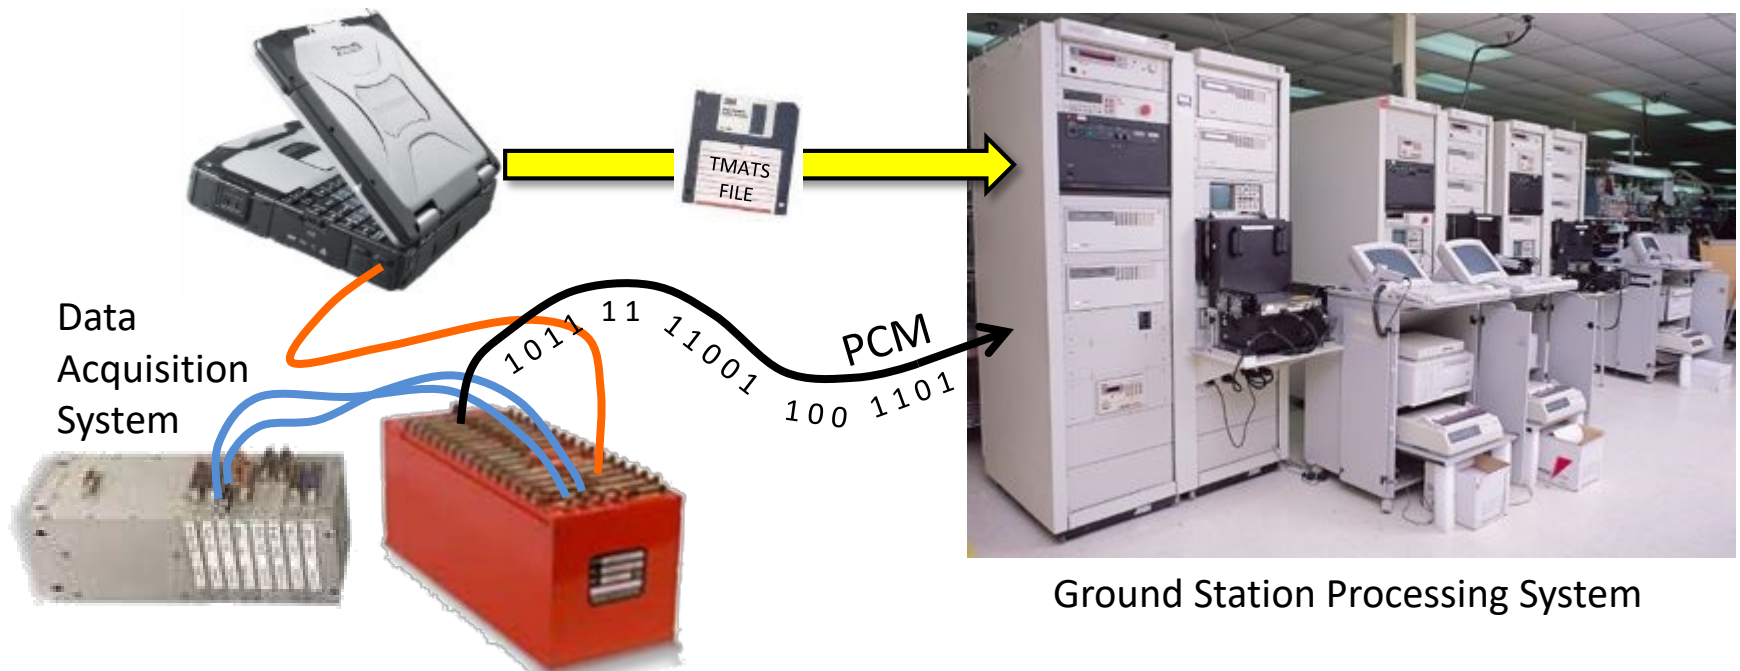 TMATS
FILE
Data
Acquisition
System
1011 11 11001 100 1101
PCM
Ground Station Processing System